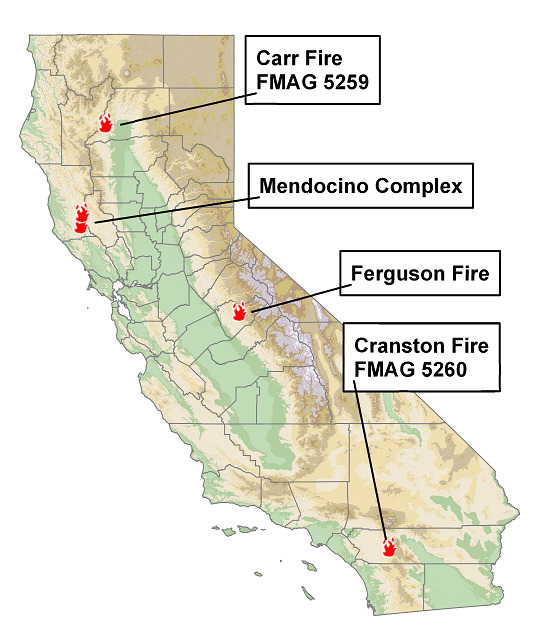 Carr Fire
FMAG 5259
Mendocino Complex
Ferguson Fire
Cranston Fire
FMAG 5260